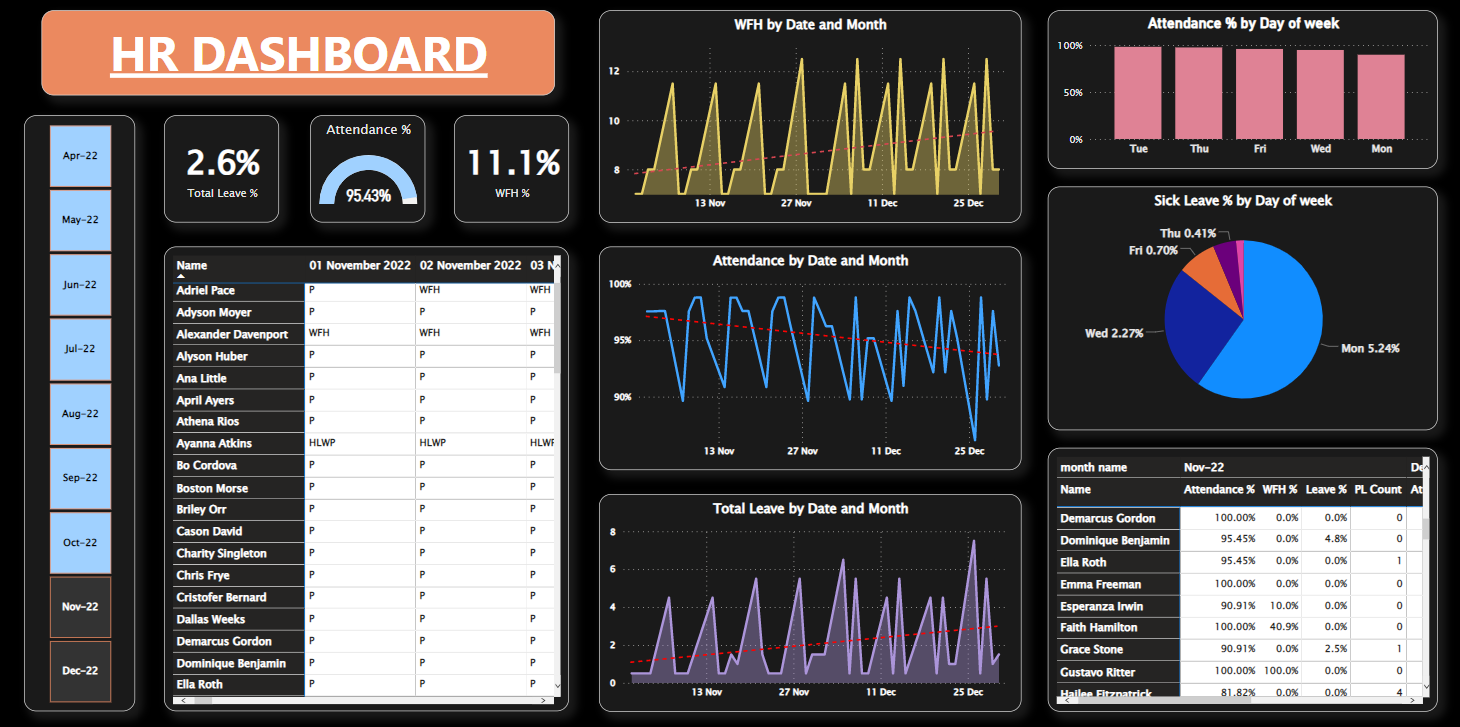 HR DASHBOARD
Apr-22
May-22
Jun-22
Jul-22
Aug-22
Sep-22
Oct-22
Nov-22
Dec-22
2.6%
Total Leave %
Attendance %
95.43%
11.1%
WFH %
Name 01 November 2022 02 November 2022 03 N
Adriel Pace P WFH WFH
Adyson Moyer P P P
Alexander Davenport WFH WFH WFH
Alyson Huber P P P
Ana Little P P P
April Ayers P P P
Athena Rios P P P
Ayanna Atkins HLWP HLWP HLWP
Bo Cordova P P P
Boston Morse P P P
Briley Orr P P P
Cason David P P P
Charity Singleton P P P
Chris Frye P P P
Cristofer Bernard P P P
Dallas Weeks P P P
Demarcus Gordon P P P
Dominique Benjamin P P P
Ella Roth P P P
WFH by Date and Month
12
10
8
13 Nov 27 Nov 11 Dec 25 Dec
Attendance by Date and Month
100%
95%
90%
13 Nov 27 Nov 11 Dec 25 Dec
Total Leave by Date and Month
8
6
4
2
0
13 Nov 27 Nov 11 Dec 25 Dec
Attendance % by Day of week
100%
50%
0%
Tue Thu Fri Wed Mon
Sick Leave % by Day of week
Thu 0.41%
Fri 0.70%
Wed 2.27%
Mon 5.24%
month name Nov-22 De
Name Attendance % WFH % Leave % PL Count At
Demarcus Gordon 100.00% 0.0% 0.0% 0
Dominique Benjamin 95.45% 0.0% 4.8% 0
Ella Roth 95.45% 0.0% 0.0% 1
Emma Freeman 100.00% 0.0% 0.0% 0
Esperanza Irwin 90.91% 10.0% 0.0% 0
Faith Hamilton 100.00% 40.9% 0.0% 0
Grace Stone 90.91% 0.0% 2.5% 1
Gustavo Ritter 100.00% 100.0% 0.0% 0
Hailee Fitzpatrick 81.82% 0.0% 0.0% 4